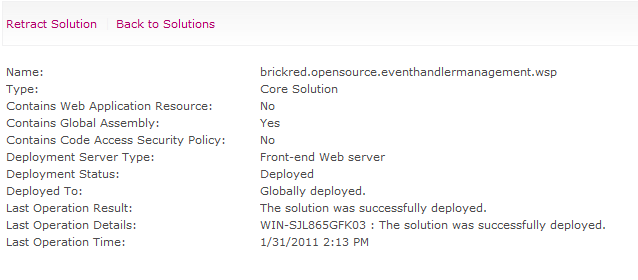 Retract Solution | Back to Solutions
Name: brickred.opensource.eventhandlermanagement.wsp
Type: Core Solution
Contains Web Application Resource: No
Contains Global Assembly: Yes
Contains Code Access Security Policy: No
Deployment Server Type: Front-end Web server
Deployment Status: Deployed
Deployed To: Globally deployed.
Last Operation Result: The solution was successfully deployed.
Last Operation Details: WIN-SJL865GFK03 : The solution was successfully deployed.
Last Operation Time: 1/31/2011 2:13 PM